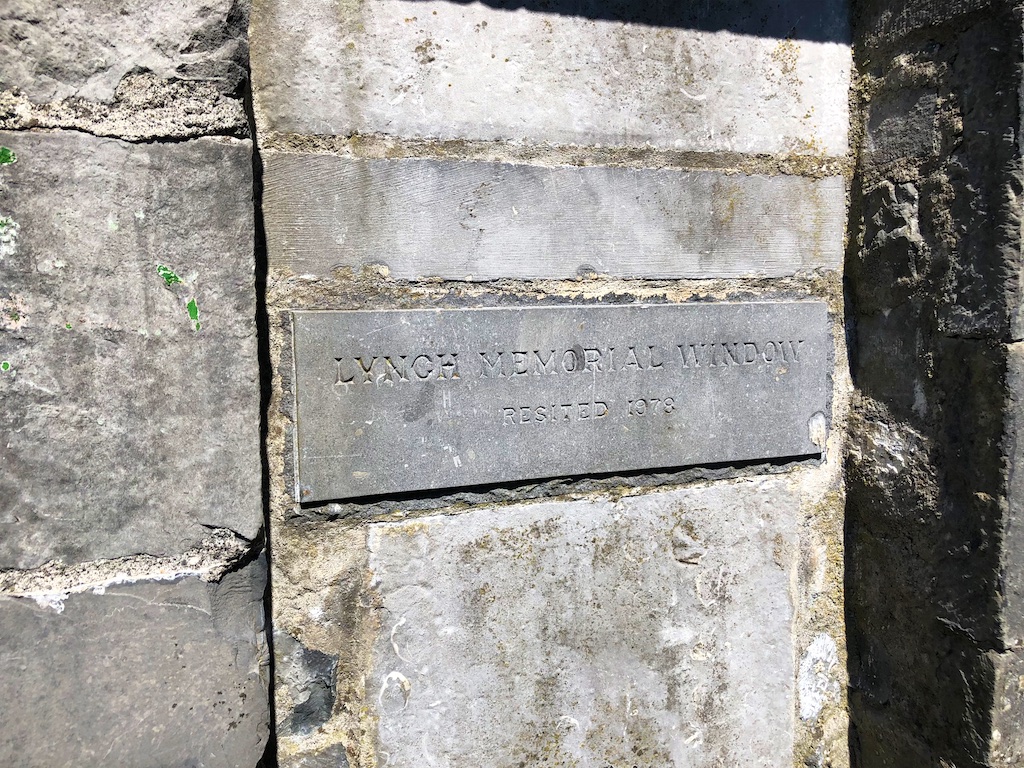 LYNCH MEMORIAL WINDOW
RESITED 1978